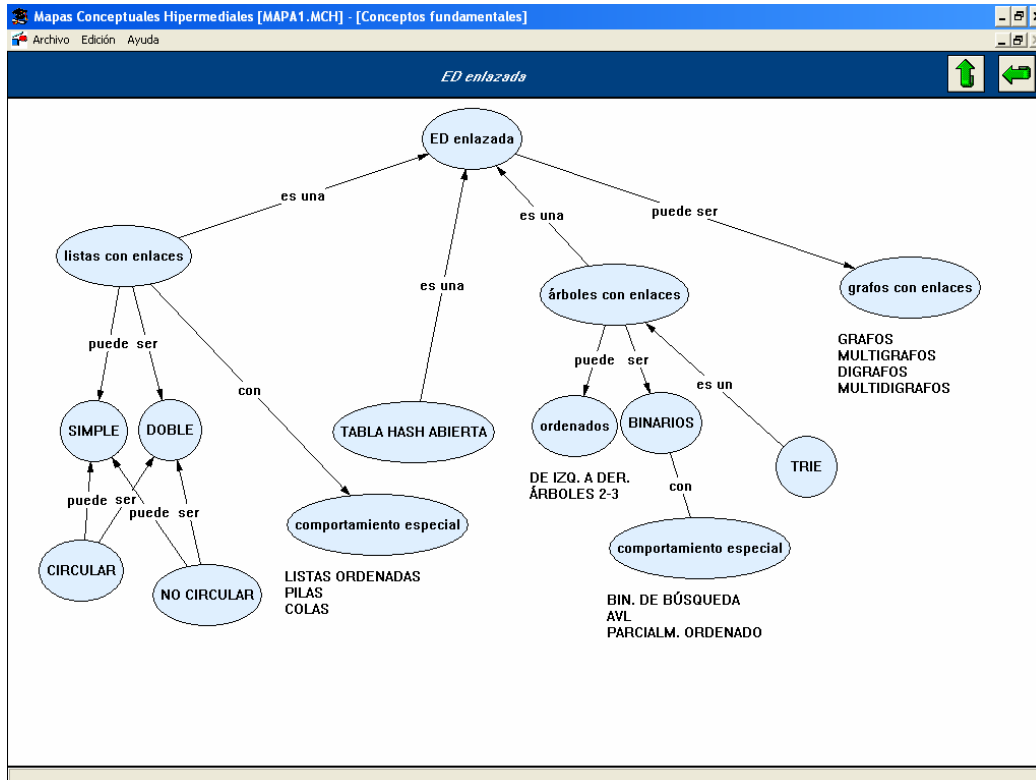 Mapas Conceptuales Hipermediales [MAPA1.MCH] - [Conceptos fundamentales]
Archivo Edición Ayuda
ED enlazada
ED enlazada
es una
es una
puede ser
listas con enlaces
es una
árboles con enlaces
grafos con enlaces
GRAFOS
MULTIGRAFOS
DIGRAFOS
MULTIDIGRAFOS
puede ser
con
puede ser
es un
SIMPLE
DOBLE
TABLA HASH ABIERTA
ordenados
BINARIOS
TRIE
DE IZQ. A DER.
ÁRBOLES 2-3
con
puede ser
puede ser
comportamiento especial
comportamiento especial
CIRCULAR
NO CIRCULAR
LISTAS ORDENADAS
PILAS
COLAS
BIN. DE BÚSQUEDA
AVL
PARCIALM. ORDENADO